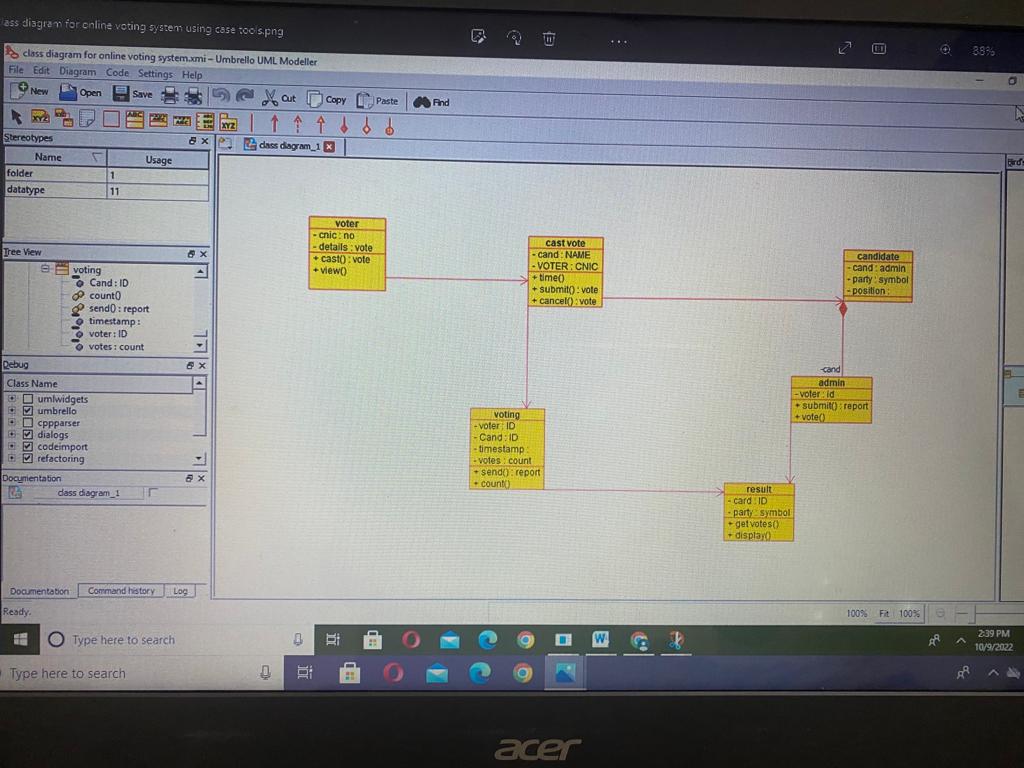 ass diagram for online voting system using case tools.png
88%
class diagram for online voting system.xmi – Umbrello UML Modeller
File Edit Diagram Code Settings Help
New Open Save Cut Copy Paste Find
Stereotypes
class diagram_1
Bird's
Name Usage
folder 1
datatype 11
Tree View
voting
Cand : ID
count()
send() : report
timestamp :
voter : ID
votes : count
Debug
Class Name
umlwidgets
umbrello
cppparser
dialogs
codeimport
refactoring
Documentation
class diagram_1
Documentation Command history Log
Ready.
voter
- cnic : no
- details : vote
+ cast() : vote
+ view()
cast vote
- cand : NAME
- VOTER : CNIC
+ time()
+ submit() : vote
+ cancel() : vote
candidate
- cand : admin
- party : symbol
- position :
-cand
admin
- voter : id
+ submit() : report
+ vote()
voting
- voter : ID
- Cand : ID
- timestamp :
- votes : count
+ send() : report
+ count()
result
- card : ID
- party : symbol
+ get votes()
+ display()
100% Fit 100%
Type here to search
2:39 PM
10/9/2022
Type here to search
acer